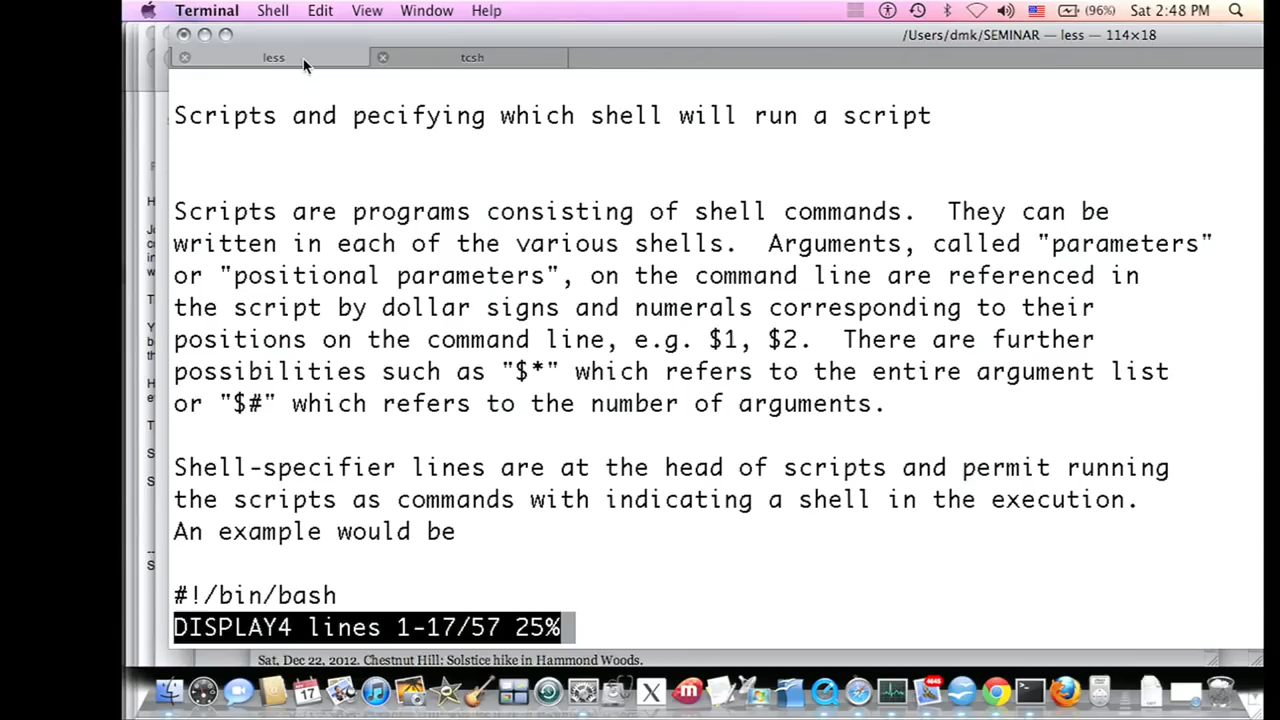 Terminal Shell Edit View Window Help (96%) Sat 2:48 PM
/Users/dmk/SEMINAR — less — 114×18
less tcsh
Scripts and pecifying which shell will run a script
Scripts are programs consisting of shell commands.  They can be
written in each of the various shells.  Arguments, called "parameters"
or "positional parameters", on the command line are referenced in
the script by dollar signs and numerals corresponding to their
positions on the command line, e.g. $1, $2.  There are further
possibilities such as "$*" which refers to the entire argument list
or "$#" which refers to the number of arguments.
Shell-specifier lines are at the head of scripts and permit running
the scripts as commands with indicating a shell in the execution.
An example would be
#!/bin/bash
DISPLAY4 lines 1-17/57 25%
Sat, Dec 22, 2012. Chestnut Hill: Solstice hike in Hammond Woods.